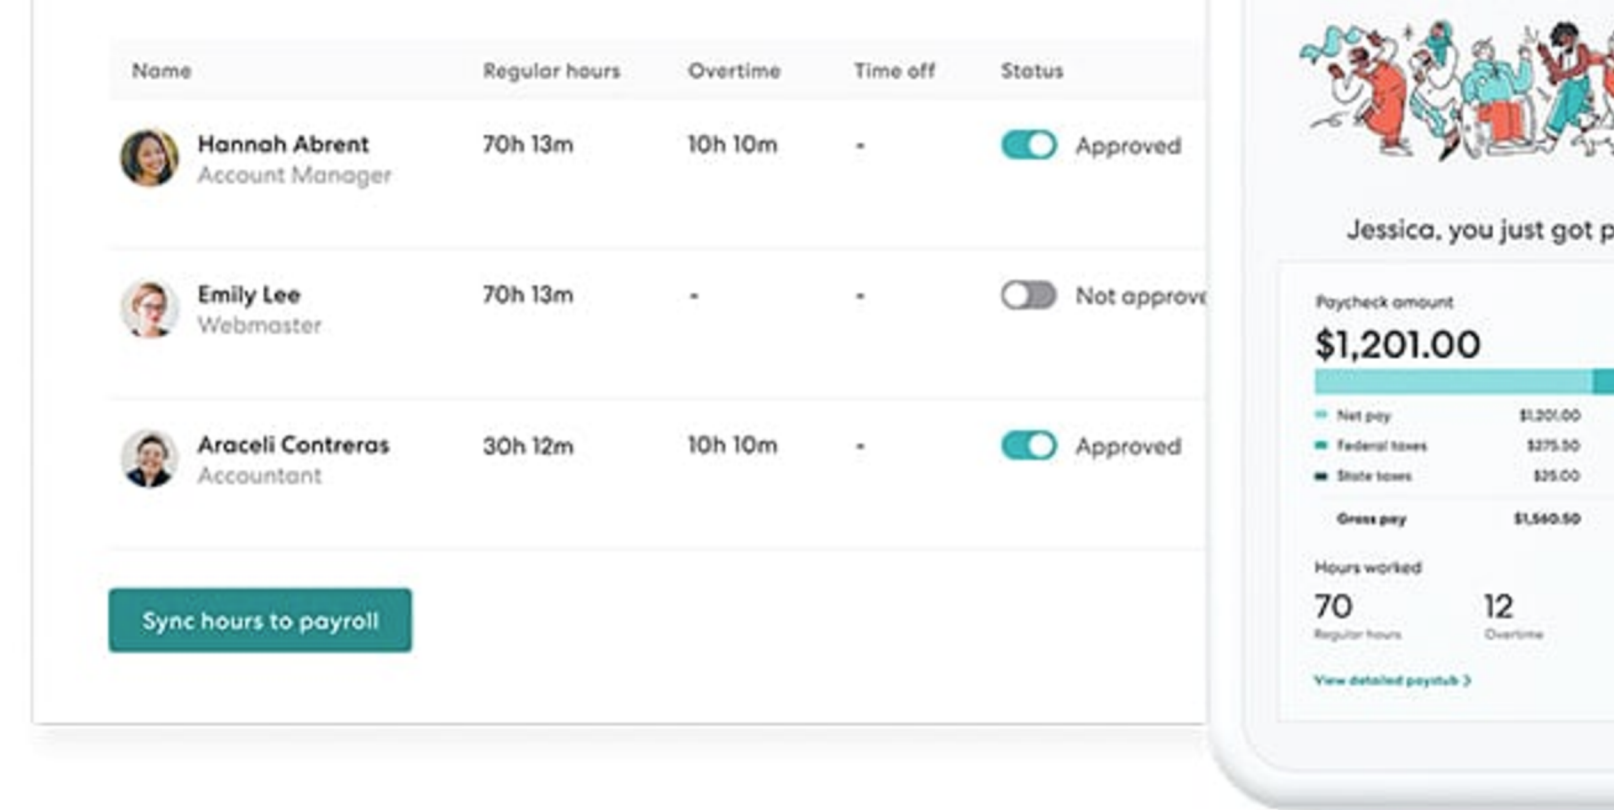 Name Regular hours Overtime Time off Status
Hannah Abrent 70h 13m 10h 10m - Approved
Account Manager
Emily Lee 70h 13m - - Not approve
Webmaster
Araceli Contreras 30h 12m 10h 10m - Approved
Accountant
Sync hours to payroll
Jessica, you just got p
Paycheck amount
$1,201.00
Net pay $1,201.00
Federal taxes $275.50
State taxes $25.00
Gross pay $1,560.50
Hours worked
70 12
Regular hours Overtime
View detailed paystub >